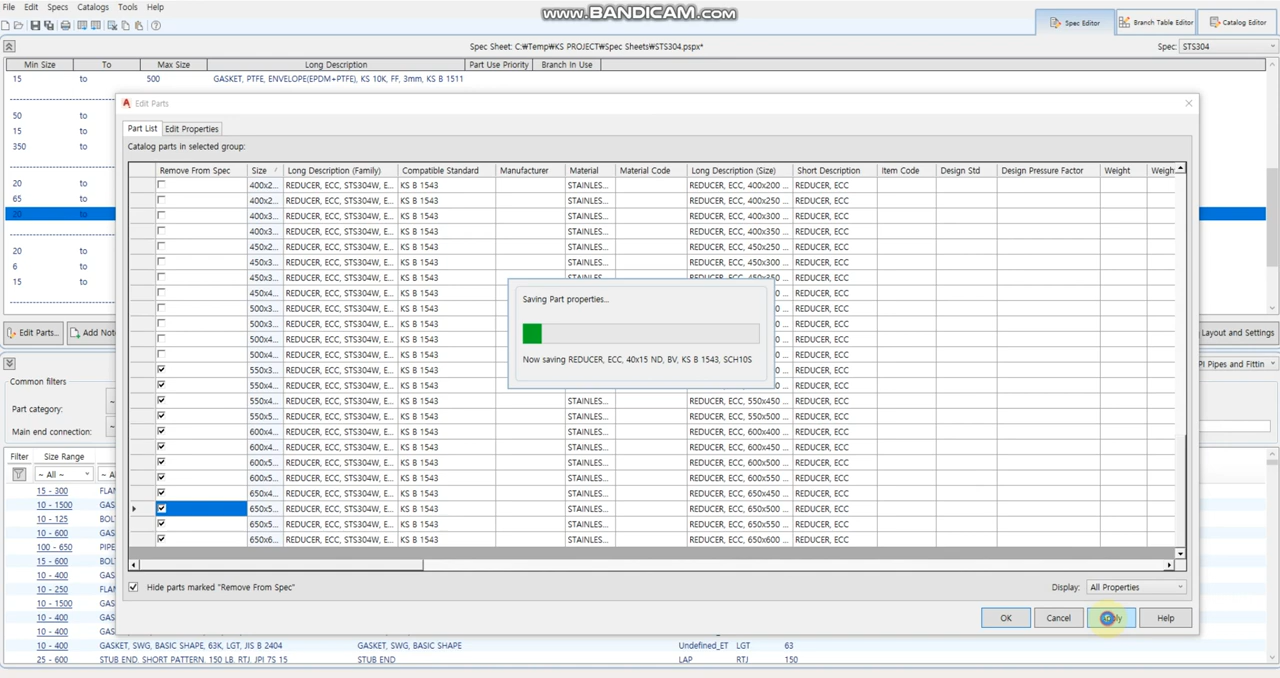 www.BANDICAM.com
File Edit Specs Catalogs Tools Help
Spec Editor Branch Table Editor Catalog Editor
Spec Sheet: C:₩Temp₩KS PROJECT₩Spec Sheets₩STS304.pspx*
Spec: STS304
Min Size To Max Size Long Description Part Use Priority Branch In Use
15 to 500 GASKET, PTFE, ENVELOPE(EPDM+PTFE), KS 10K, FF, 3mm, KS B 1511
50 to
15 to
350 to
20 to
65 to
20 to
20 to
6 to
15 to
Edit Parts... Add Not
Layout and Settings
Common filters
Part category:
Main end connection:
PI Pipes and Fittin
Filter Size Range
~ All ~ ~ A
15 - 300 FLA
10 - 1500 GAS
10 - 125 BOL
10 - 600 GAS
100 - 650 PIPE
15 - 600 BOL
10 - 400 GAS
10 - 250 FLA
10 - 1500 GAS
10 - 400 GAS
10 - 400 GAS
10 - 400 GASKET, SWG, BASIC SHAPE, 63K, LGT, JIS B 2404 GASKET, SWG, BASIC SHAPE Undefined_ET LGT 63
25 - 600 STUB END, SHORT PATTERN, 150 LB, RTJ, JPI 7S 15 STUB END LAP RTJ 150
Edit Parts
Part List Edit Properties
Catalog parts in selected group:
Remove From Spec Size Long Description (Family) Compatible Standard Manufacturer Material Material Code Long Description (Size) Short Description Item Code Design Std Design Pressure Factor Weight Weigh
400x2... REDUCER, ECC, STS304W, E... KS B 1543 STAINLES... REDUCER, ECC, 400x200 ... REDUCER, ECC
400x2... REDUCER, ECC, STS304W, E... KS B 1543 STAINLES... REDUCER, ECC, 400x250 ... REDUCER, ECC
400x3... REDUCER, ECC, STS304W, E... KS B 1543 STAINLES... REDUCER, ECC, 400x300 ... REDUCER, ECC
400x3... REDUCER, ECC, STS304W, E... KS B 1543 STAINLES... REDUCER, ECC, 400x350 ... REDUCER, ECC
450x2... REDUCER, ECC, STS304W, E... KS B 1543 STAINLES... REDUCER, ECC, 450x250 ... REDUCER, ECC
450x3... REDUCER, ECC, STS304W, E... KS B 1543 STAINLES... REDUCER, ECC, 450x300 ... REDUCER, ECC
450x3... REDUCER, ECC, STS304W, E... KS B 1543 STAINLES... REDUCER, ECC, 450x350 ... REDUCER, ECC
450x4... REDUCER, ECC, STS304W, E... KS B 1543 REDUCER, ECC
500x3... REDUCER, ECC, STS304W, E... KS B 1543 REDUCER, ECC
500x3... REDUCER, ECC, STS304W, E... KS B 1543 REDUCER, ECC
500x4... REDUCER, ECC, STS304W, E... KS B 1543 REDUCER, ECC
500x4... REDUCER, ECC, STS304W, E... KS B 1543 REDUCER, ECC
550x3... REDUCER, ECC, STS304W, E... KS B 1543 REDUCER, ECC
550x4... REDUCER, ECC, STS304W, E... KS B 1543 REDUCER, ECC
550x4... REDUCER, ECC, STS304W, E... KS B 1543 STAINLES... REDUCER, ECC, 550x450 ... REDUCER, ECC
550x5... REDUCER, ECC, STS304W, E... KS B 1543 STAINLES... REDUCER, ECC, 550x500 ... REDUCER, ECC
600x4... REDUCER, ECC, STS304W, E... KS B 1543 STAINLES... REDUCER, ECC, 600x400 ... REDUCER, ECC
600x4... REDUCER, ECC, STS304W, E... KS B 1543 STAINLES... REDUCER, ECC, 600x450 ... REDUCER, ECC
600x5... REDUCER, ECC, STS304W, E... KS B 1543 STAINLES... REDUCER, ECC, 600x500 ... REDUCER, ECC
600x5... REDUCER, ECC, STS304W, E... KS B 1543 STAINLES... REDUCER, ECC, 600x550 ... REDUCER, ECC
650x4... REDUCER, ECC, STS304W, E... KS B 1543 STAINLES... REDUCER, ECC, 650x450 ... REDUCER, ECC
650x5... REDUCER, ECC, STS304W, E... KS B 1543 STAINLES... REDUCER, ECC, 650x500 ... REDUCER, ECC
650x5... REDUCER, ECC, STS304W, E... KS B 1543 STAINLES... REDUCER, ECC, 650x550 ... REDUCER, ECC
650x6... REDUCER, ECC, STS304W, E... KS B 1543 STAINLES... REDUCER, ECC, 650x600 ... REDUCER, ECC
Saving Part properties...
Now saving REDUCER, ECC, 40x15 ND, BV, KS B 1543, SCH10S
Hide parts marked "Remove From Spec"
Display: All Properties
OK Cancel Help